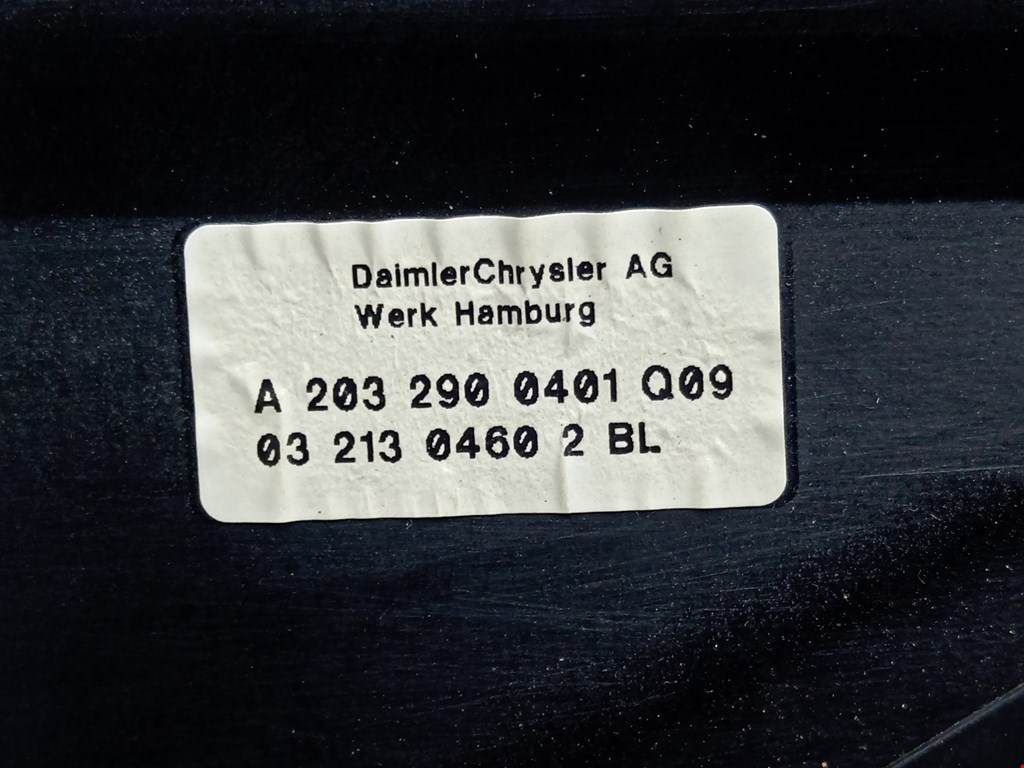 DaimlerChrysler AG
Werk Hamburg
A 203 290 0401 Q09
03 213 0460 2 BL